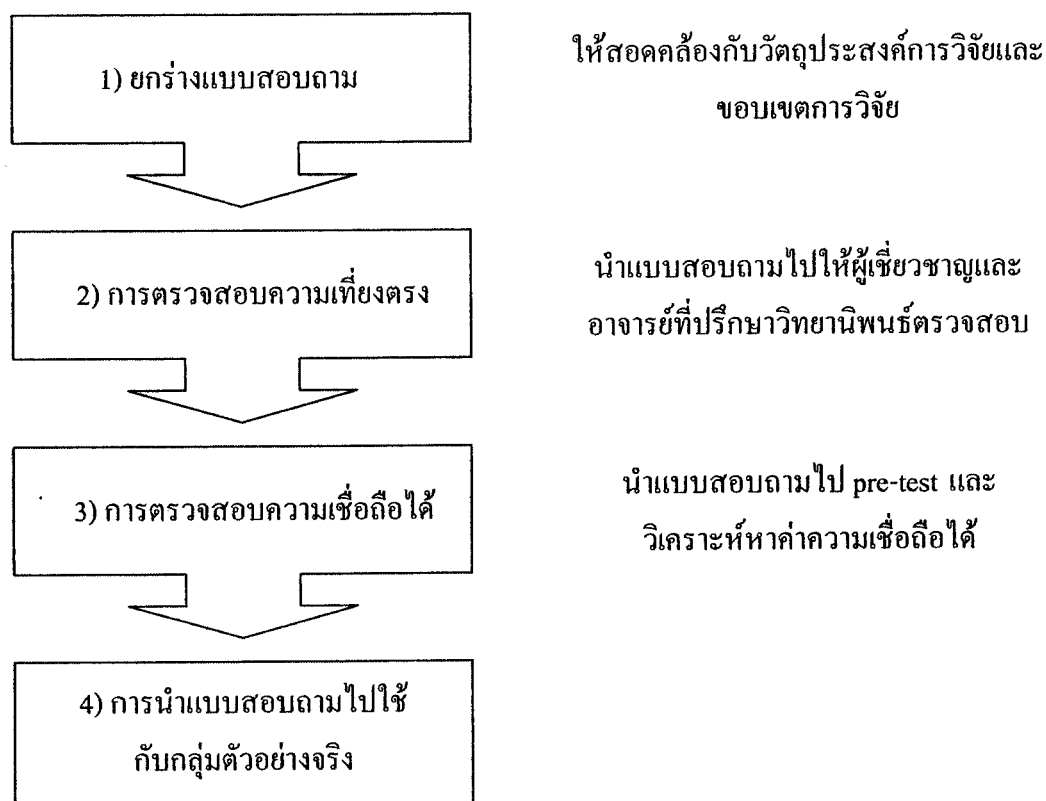 1) ยกร่างแบบสอบถาม
ให้สอดคล้องกับวัตถุประสงค์การวิจัยและ
ขอบเขตการวิจัย
2) การตรวจสอบความเที่ยงตรง
นำแบบสอบถามไปให้ผู้เชี่ยวชาญและ
อาจารย์ที่ปรึกษาวิทยานิพนธ์ตรวจสอบ
3) การตรวจสอบความเชื่อถือได้
นำแบบสอบถามไป pre-test และ
วิเคราะห์หาค่าความเชื่อถือได้
4) การนำแบบสอบถามไปใช้
กับกลุ่มตัวอย่างจริง